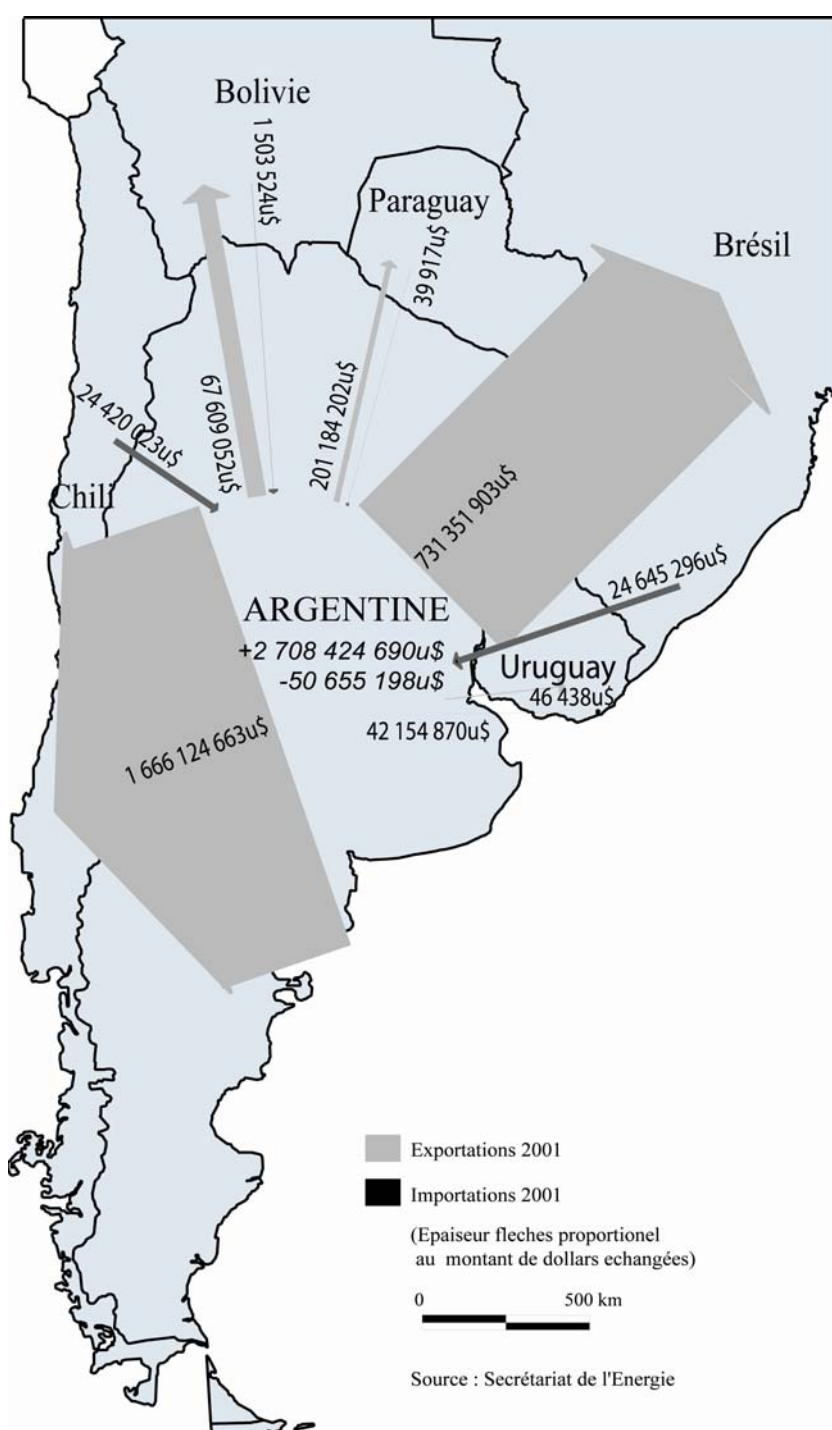 Bolivie
1 503 524u$
Paraguay
39 917u$
Brésil
67 609 052u$
201 184 202u$
24 420 023u$
Chili
731 351 903u$
24 645 296u$
ARGENTINE
+2 708 424 690u$
-50 655 198u$
Uruguay
46 438u$
42 154 870u$
1 666 124 663u$
Exportations 2001
Importations 2001
(Epaiseur fleches proportionel
au montant de dollars echangées)
0 500 km
Source : Secrétariat de l'Energie